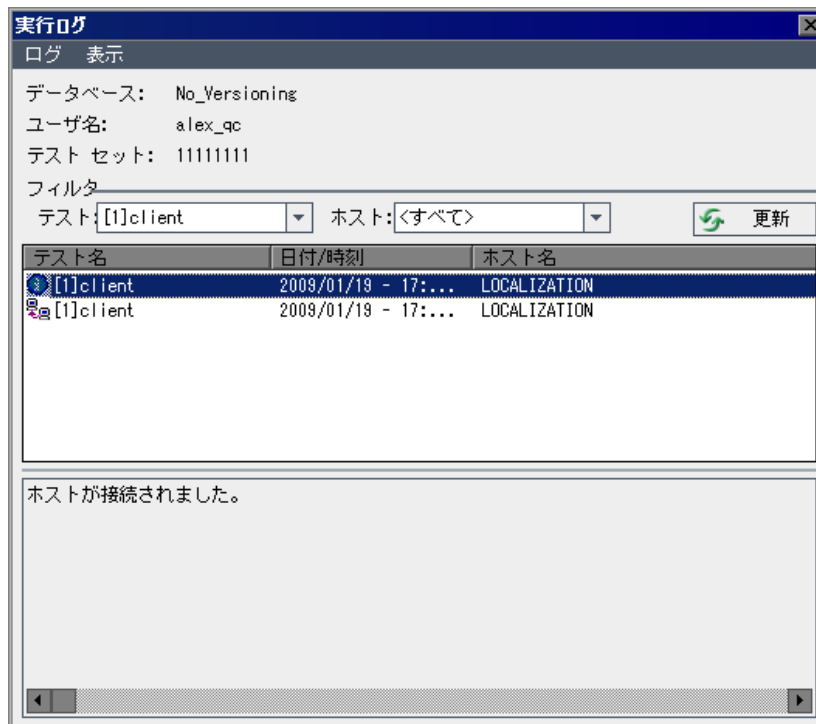 実行ログ
ログ 表示
データベース: No_Versioning
ユーザ名: alex_qc
テスト セット: 11111111
フィルタ
テスト: [1]client ホスト: <すべて> 更新
テスト名 日付/時刻 ホスト名
[1]client 2009/01/19 - 17:... LOCALIZATION
[1]client 2009/01/19 - 17:... LOCALIZATION
ホストが接続されました。